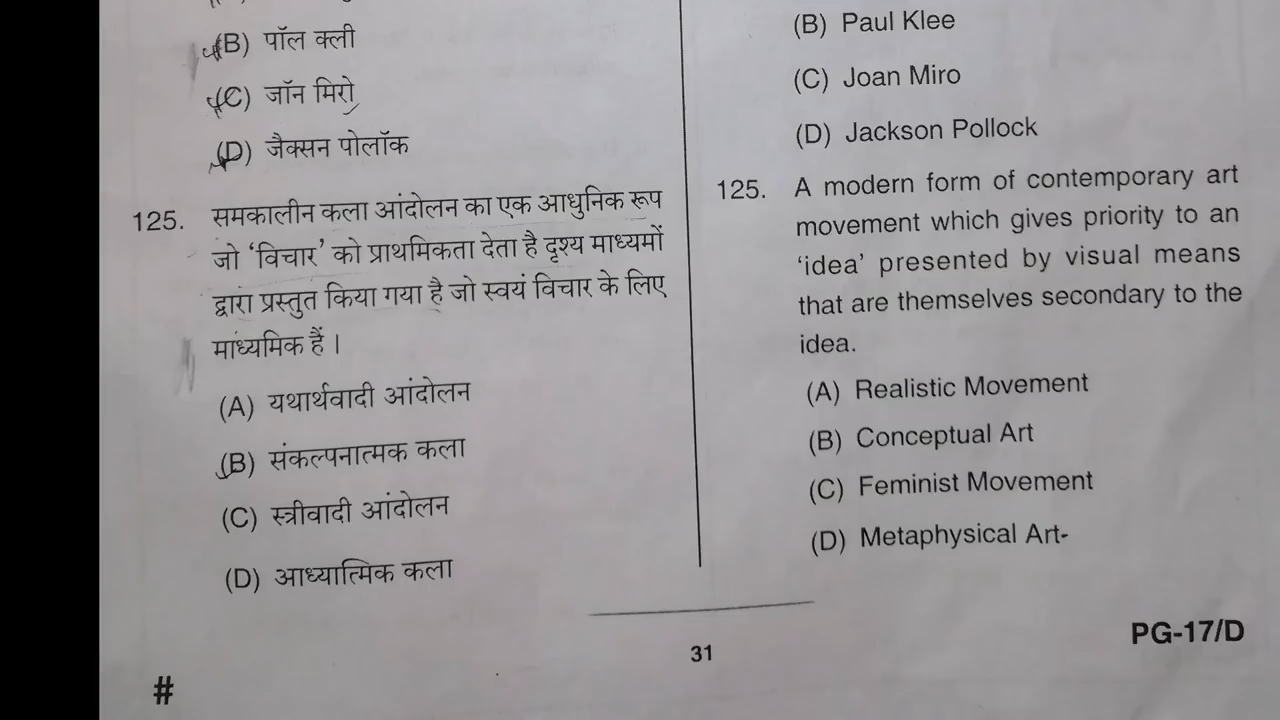 (B) पॉल क्ली
(C) जॉन मिरो
(D) जैक्सन पोलॉक
125. समकालीन कला आंदोलन का एक आधुनिक रूप
जो ‘विचार’ को प्राथमिकता देता है दृश्य माध्यमों
द्वारा प्रस्तुत किया गया है जो स्वयं विचार के लिए
माध्यमिक हैं ।
(A) यथार्थवादी आंदोलन
(B) संकल्पनात्मक कला
(C) स्त्रीवादी आंदोलन
(D) आध्यात्मिक कला
(B) Paul Klee
(C) Joan Miro
(D) Jackson Pollock
125. A modern form of contemporary art
movement which gives priority to an
‘idea’ presented by visual means
that are themselves secondary to the
idea.
(A) Realistic Movement
(B) Conceptual Art
(C) Feminist Movement
(D) Metaphysical Art-
31
PG-17/D
#